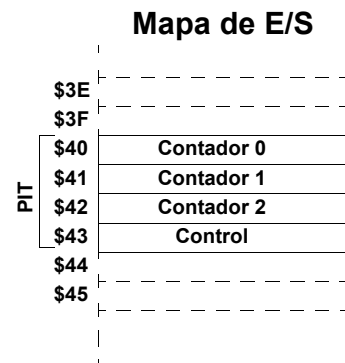 Mapa de E/S
$3E
$3F
$40 Contador 0
$41 Contador 1
$42 Contador 2
$43 Control
$44
$45
PIT